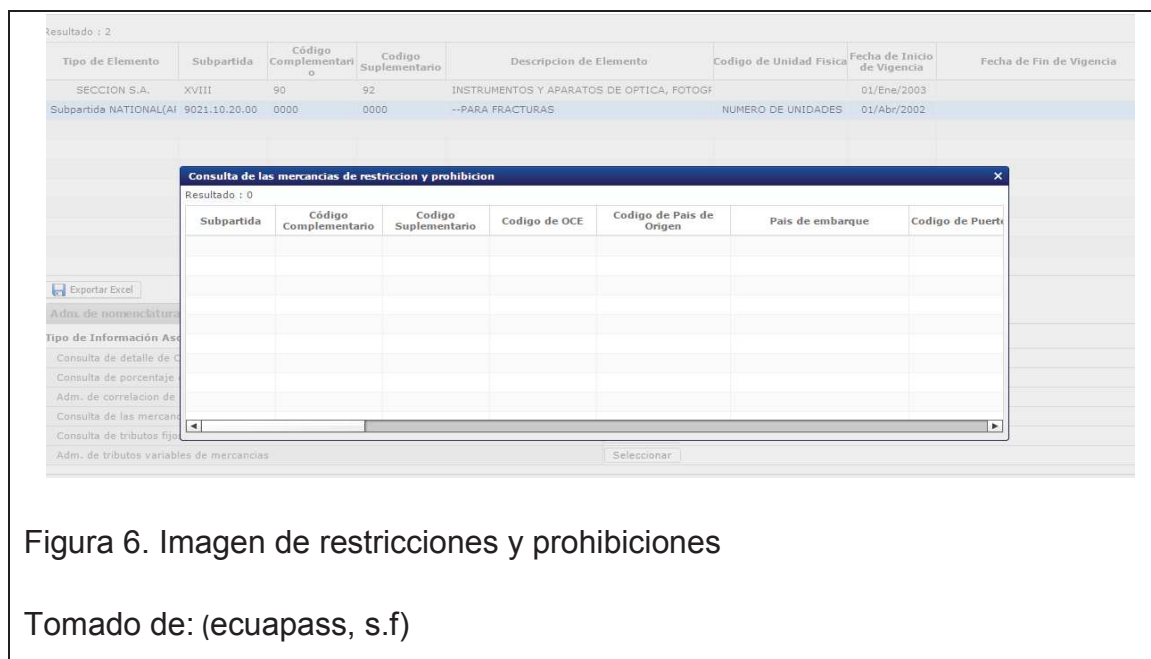 Resultado : 2
Tipo de Elemento Subpartida Código Complementario Codigo Suplementario Descripcion de Elemento Codigo de Unidad Fisica Fecha de Inicio de Vigencia Fecha de Fin de Vigencia
SECCION S.A. XVIII 90 92 INSTRUMENTOS Y APARATOS DE OPTICA, FOTOGR 01/Ene/2003
Subpartida NATIONAL(AR 9021.10.20.00 0000 0000 --PARA FRACTURAS NUMERO DE UNIDADES 01/Abr/2002
Consulta de las mercancias de restriccion y prohibicion
Resultado : 0
Subpartida Código Complementario Codigo Suplementario Codigo de OCE Codigo de Pais de Origen Pais de embarque Codigo de Puerto
Exportar Excel
Adm. de nomenclatura
Tipo de Información Aso
Consulta de detalle de C
Consulta de porcentaje
Adm. de correlacion de
Consulta de las mercanc
Consulta de tributos fijos
Adm. de tributos variables de mercancias Seleccionar
Figura 6. Imagen de restricciones y prohibiciones
Tomado de: (ecuapass, s.f)